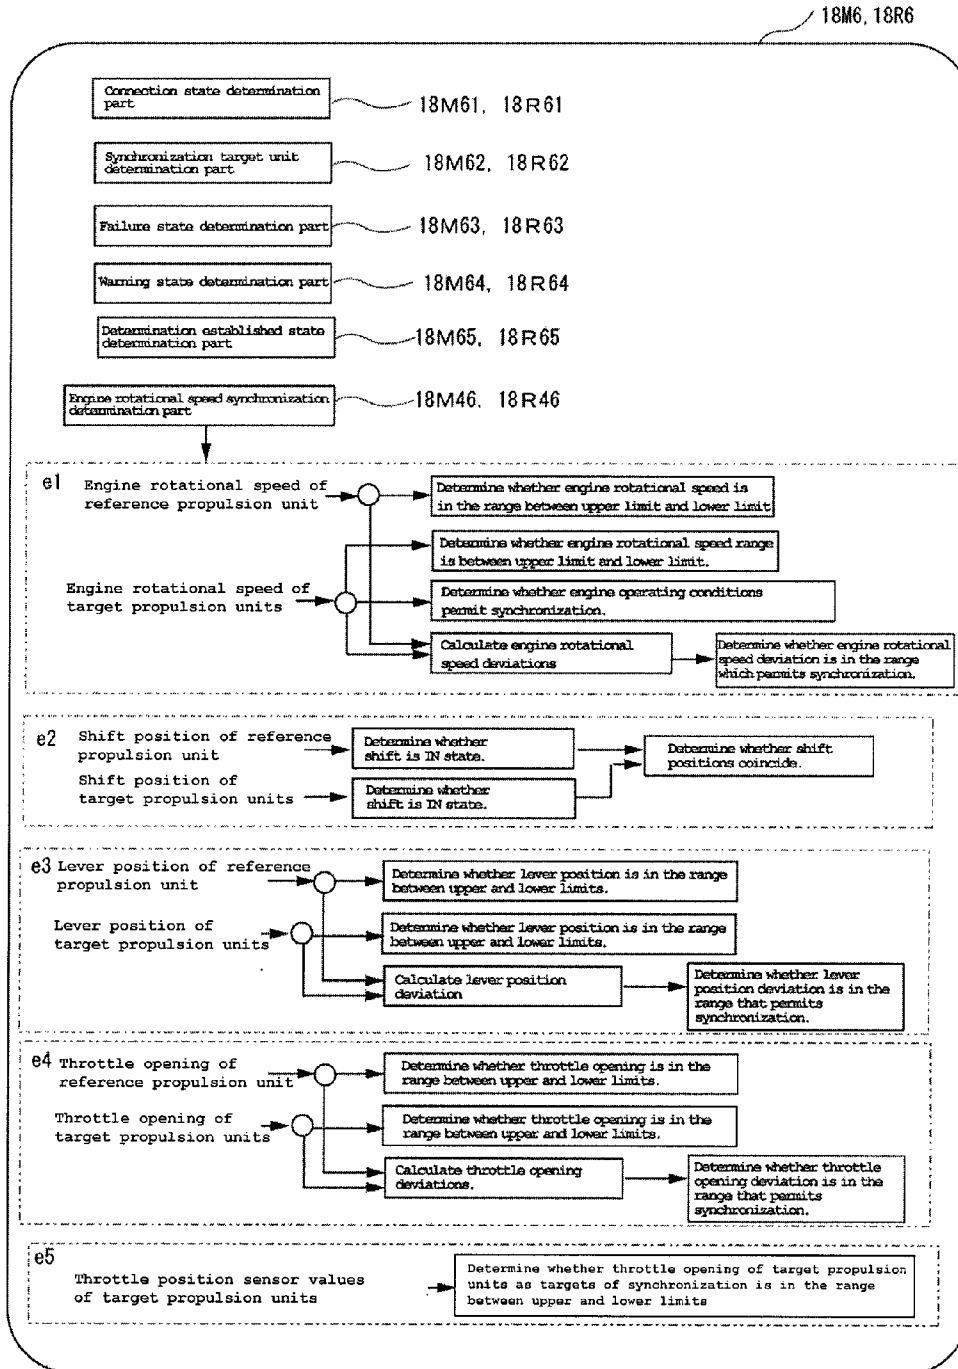 18M6, 18R6
Connection state determination
part
18M61, 18R61
Synchronization target unit
determination part
18M62, 18R62
Failure state determination part
18M63, 18R63
Warning state determination part
18M64, 18R64
Determination established state
determination part
18M65, 18R65
Engine rotational speed synchronization
determination part
18M46, 18R46
e1
Engine rotational speed of
reference propulsion unit
Determine whether engine rotational speed is
in the range between upper limit and lower limit
Determine whether engine rotational speed range
is between upper limit and lower limit.
Engine rotational speed of
target propulsion units
Determine whether engine operating conditions
permit synchronization.
Calculate engine rotational
speed deviations
Determine whether engine rotational
speed deviation is in the range
which permits synchronization.
e2
Shift position of reference
propulsion unit
Determine whether
shift is IN state.
Determine whether shift
positions coincide.
Shift position of
target propulsion units
Determine whether
shift is IN state.
e3
Lever position of reference
propulsion unit
Determine whether lever position is in the range
between upper and lower limits.
Lever position of
target propulsion units
Determine whether lever position is in the range
between upper and lower limits.
Calculate lever position
deviation
Determine whether lever
position deviation is in the
range that permits
synchronization.
e4
Throttle opening of
reference propulsion unit
Determine whether throttle opening is in the
range between upper and lower limits.
Throttle opening of
target propulsion units
Determine whether throttle opening is in the
range between upper and lower limits.
Calculate throttle opening
deviations.
Determine whether throttle
opening deviation is in the
range that permits
synchronization.
e5
Throttle position sensor values
of target propulsion units
Determine whether throttle opening of target propulsion
units as targets of synchronization is in the range
between upper and lower limits